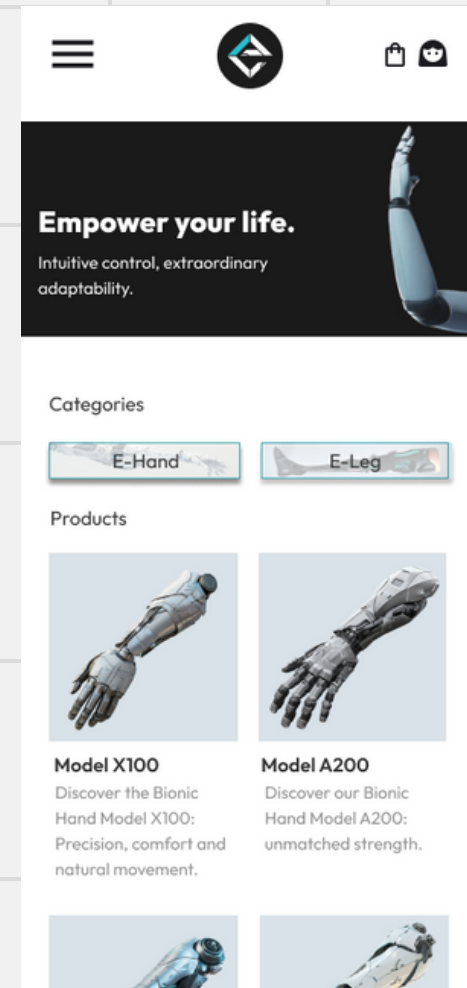 Empower your life.
Intuitive control, extraordinary
adaptability.
Categories
E-Hand
E-Leg
Products
Model X100
Discover the Bionic
Hand Model X100:
Precision, comfort and
natural movement.
Model A200
Discover our Bionic
Hand Model A200:
unmatched strength.